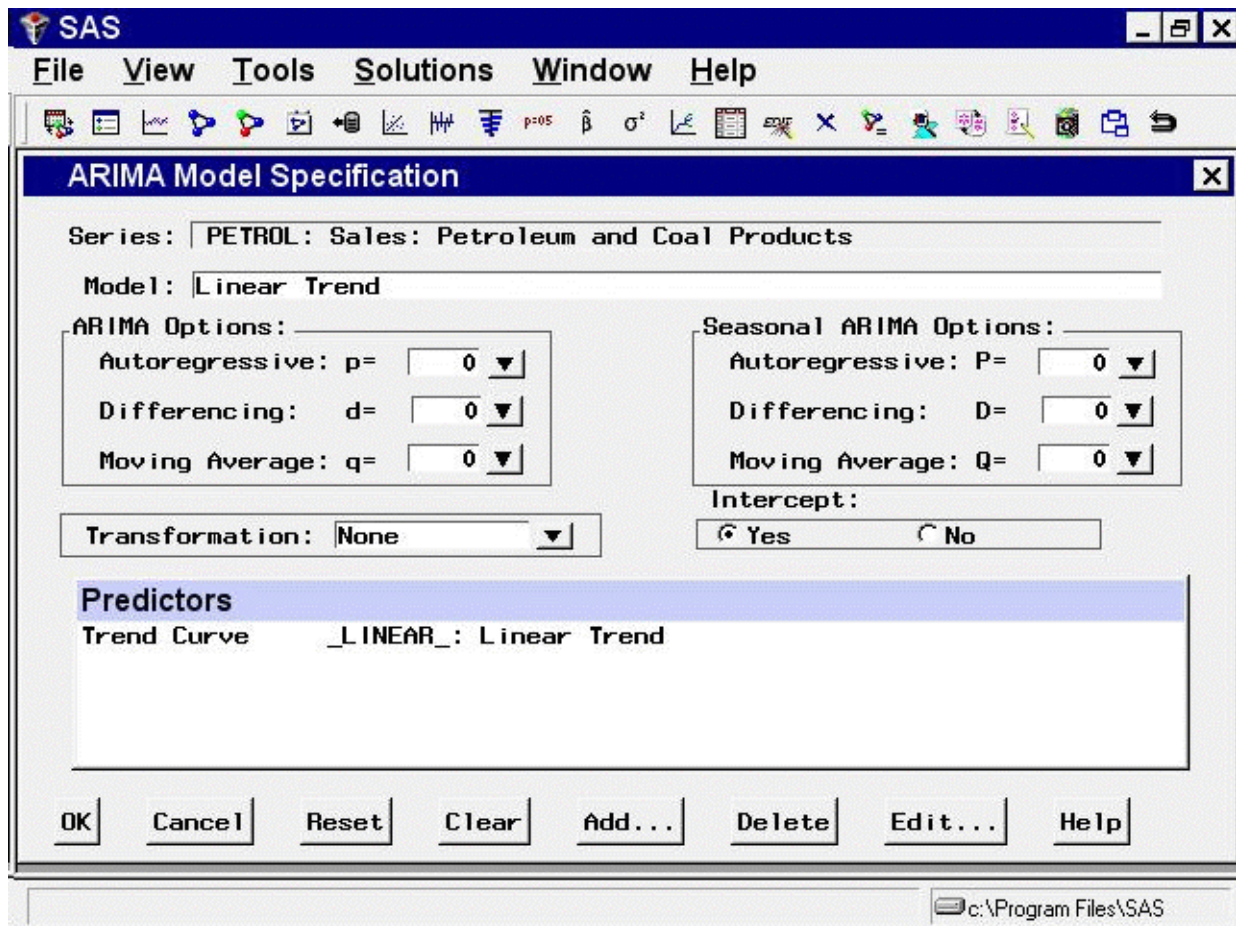 SAS
File View Tools Solutions Window Help
p=05 β̂ σ² EDIT
ARIMA Model Specification
Series: PETROL: Sales: Petroleum and Coal Products
Model: Linear Trend
ARIMA Options:
Autoregressive: p= 0
Differencing: d= 0
Moving Average: q= 0
Seasonal ARIMA Options:
Autoregressive: P= 0
Differencing: D= 0
Moving Average: Q= 0
Transformation: None
Intercept:
Yes No
Predictors
Trend Curve _LINEAR_: Linear Trend
OK Cancel Reset Clear Add... Delete Edit... Help
c:\Program Files\SAS